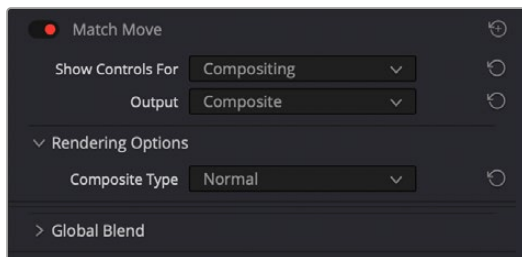 Match Move
Show Controls For Compositing
Output Composite
Rendering Options
Composite Type Normal
Global Blend